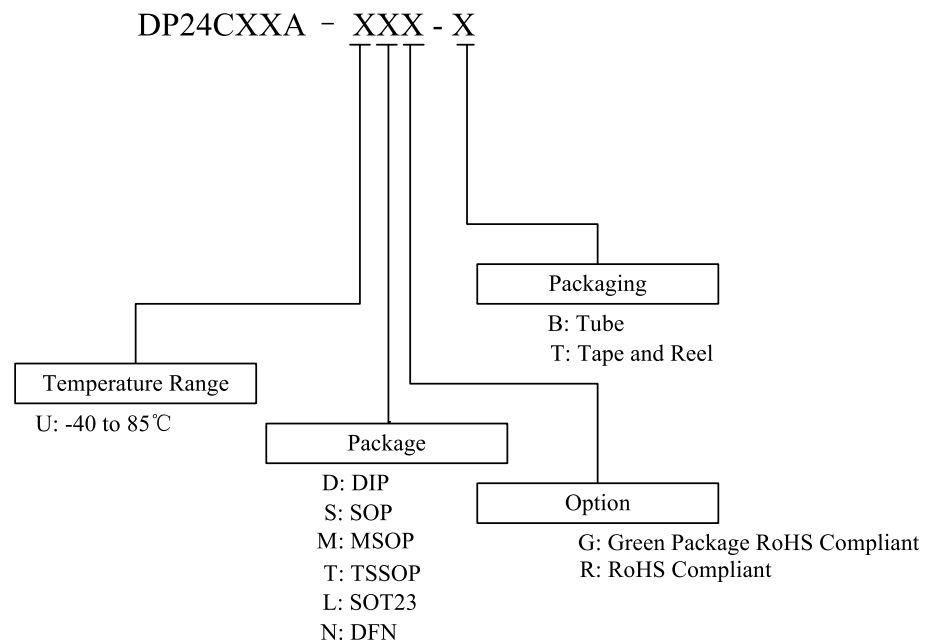 DP24CXXA - XXX - X
Packaging
B: Tube
T: Tape and Reel
Temperature Range
U: -40 to 85℃
Package
D: DIP
S: SOP
M: MSOP
T: TSSOP
L: SOT23
N: DFN
Option
G: Green Package RoHS Compliant
R: RoHS Compliant